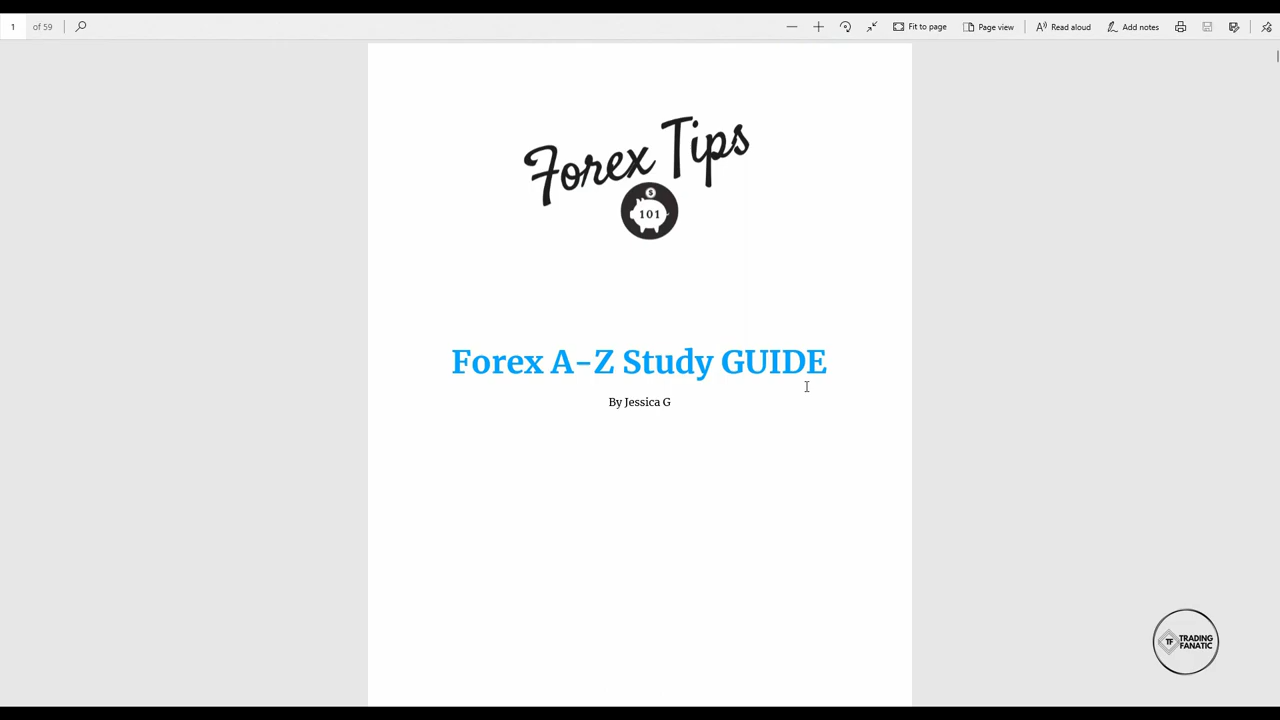 1 of 59 Fit to page Page view Read aloud Add notes
Forex Tips
$
101
Forex A-Z Study GUIDE
By Jessica G
TF TRADING
FANATIC